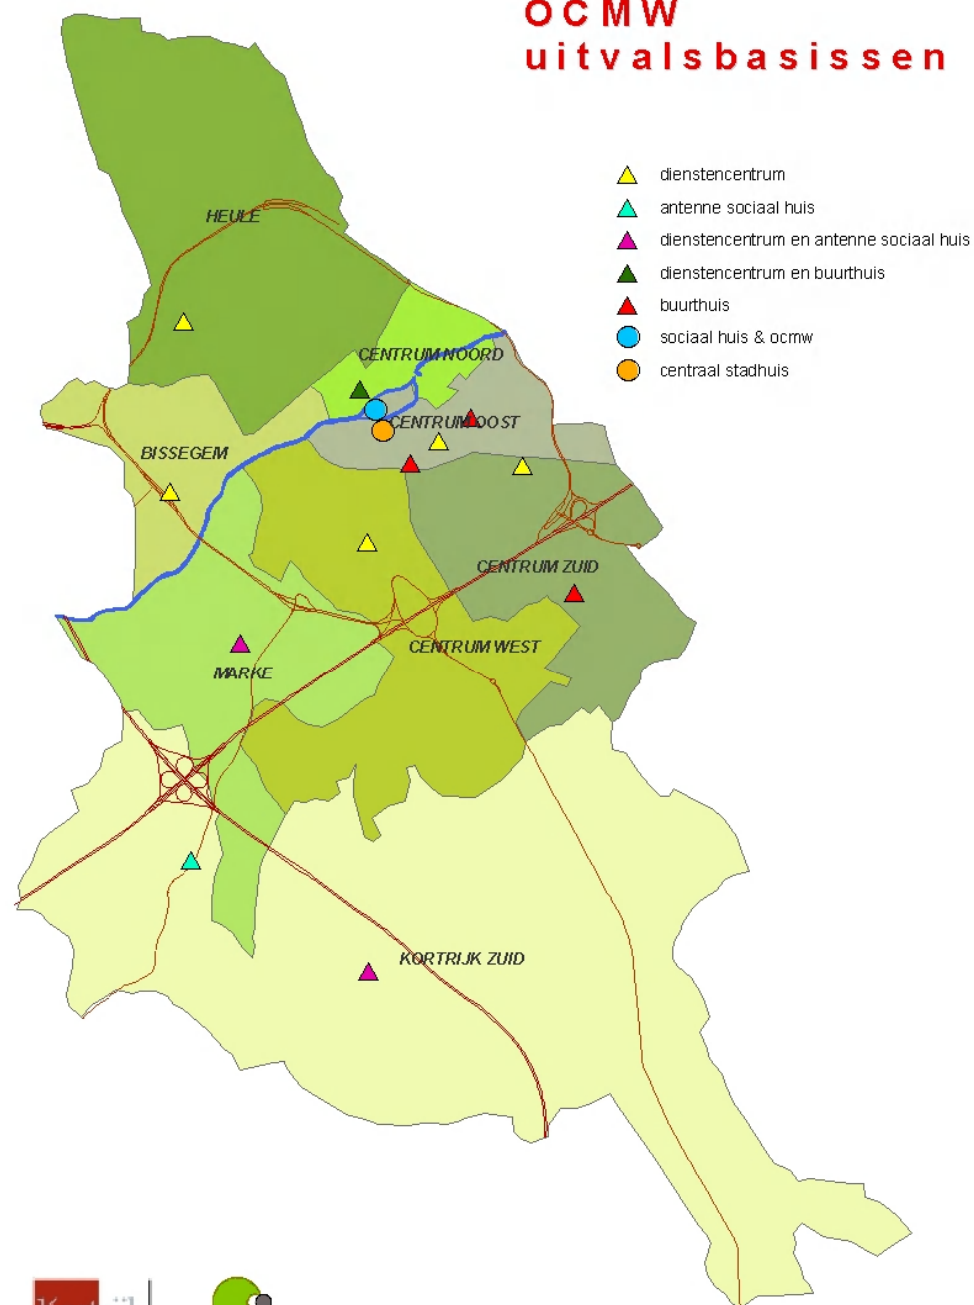 OCMW
uitvalsbasissen
dienstencentrum
antenne sociaal huis
dienstencentrum en antenne sociaal huis
dienstencentrum en buurthuis
buurthuis
sociaal huis & ocmw
centraal stadhuis
HEULE
CENTRUM NOORD
CENTRUM OOST
BISSEGEM
CENTRUM ZUID
CENTRUM WEST
MARKE
KORTRIJK ZUID